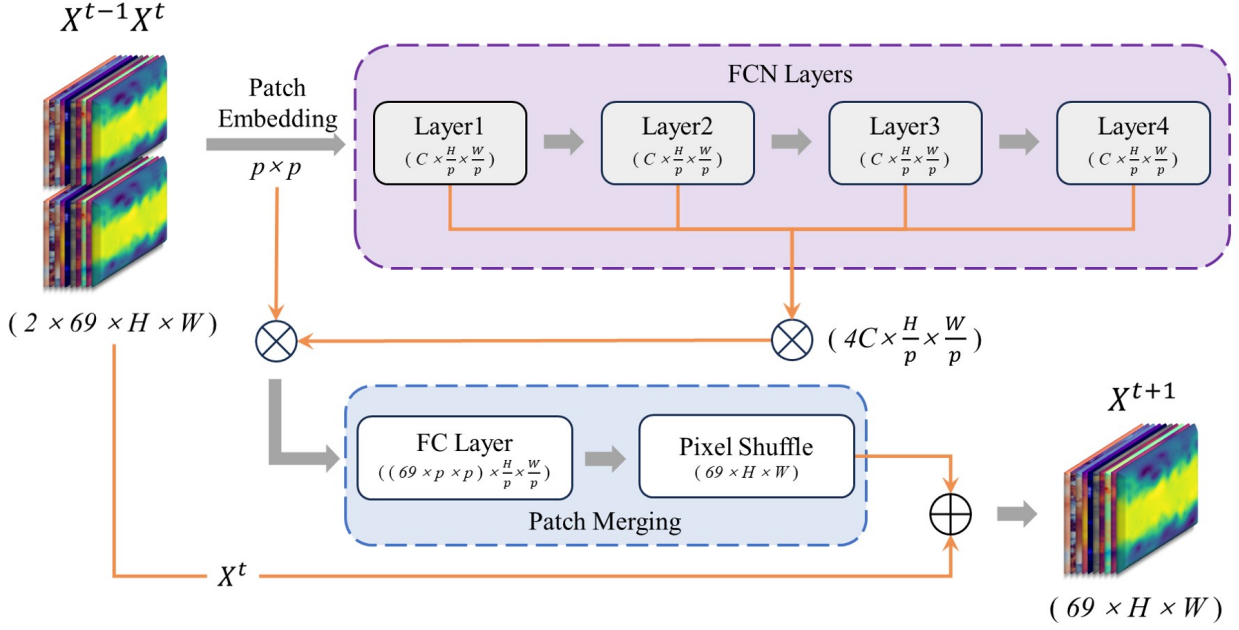 X^{t-1}X^t
(2 × 69 × H × W)
Patch
Embedding
p × p
FCN Layers
Layer1
(C × H/p × W/p)
Layer2
(C × H/p × W/p)
Layer3
(C × H/p × W/p)
Layer4
(C × H/p × W/p)
(4C × H/p × W/p)
FC Layer
((69 × p × p) × H/p × W/p)
Pixel Shuffle
(69 × H × W)
Patch Merging
X^t
X^{t+1}
(69 × H × W)